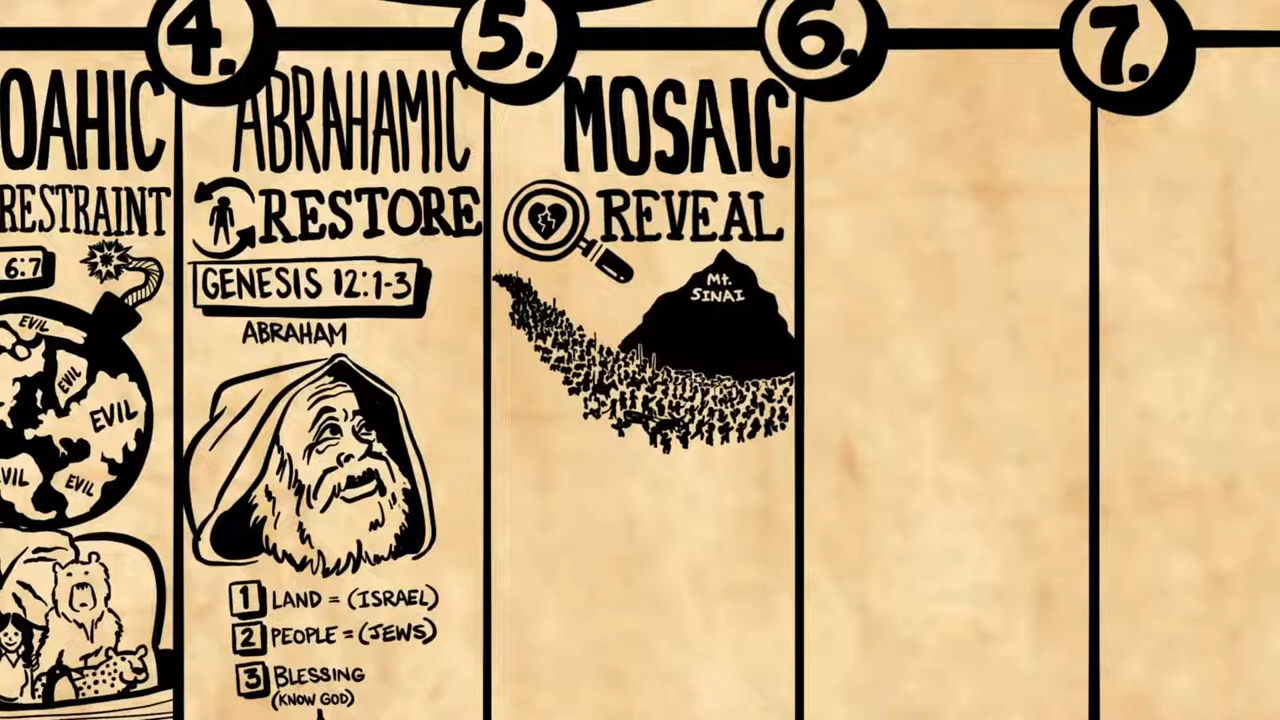 4.
5.
6.
7.
OAHIC
RESTRAINT
6:7
EVIL
EVIL
EVIL
VIL
EVIL
ABRAHAMIC
RESTORE
GENESIS 12:1-3
ABRAHAM
1 LAND = (ISRAEL)
2 PEOPLE = (JEWS)
3 BLESSING
(KNOW GOD)
MOSAIC
REVEAL
Mt.
SINAI